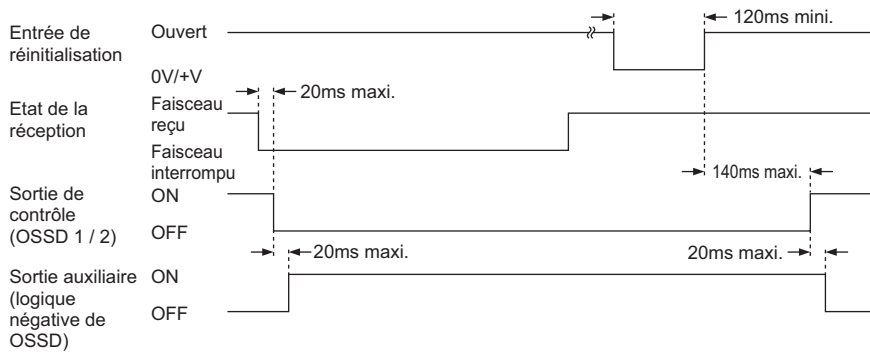 Entrée de
réinitialisation
Ouvert
0V/+V
120ms mini.
Etat de la
réception
Faisceau
reçu
Faisceau
interrompu
20ms maxi.
140ms maxi.
Sortie de
contrôle
(OSSD 1 / 2)
ON
OFF
20ms maxi.
20ms maxi.
Sortie auxiliaire
(logique
négative de
OSSD)
ON
OFF